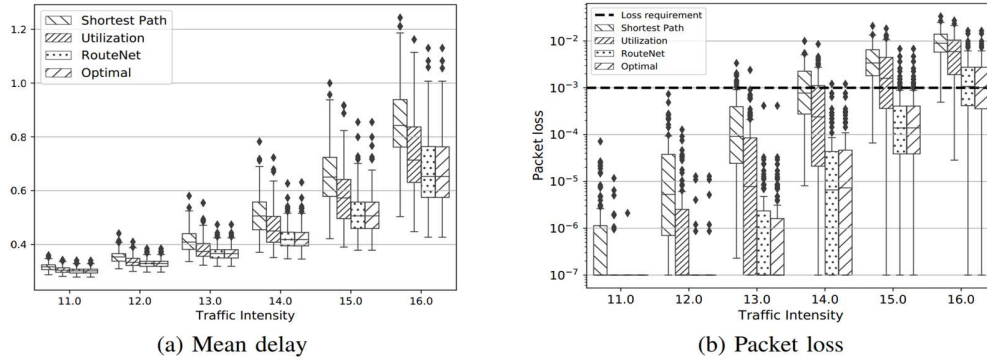 Shortest Path
Utilization
RouteNet
Optimal
1.2
1.0
0.8
0.6
0.4
11.0 12.0 13.0 14.0 15.0 16.0
Traffic Intensity
(a) Mean delay
Loss requirement
Shortest Path
Utilization
RouteNet
Optimal
Packet loss
10⁻²
10⁻³
10⁻⁴
10⁻⁵
10⁻⁶
10⁻⁷
11.0 12.0 13.0 14.0 15.0 16.0
Traffic Intensity
(b) Packet loss